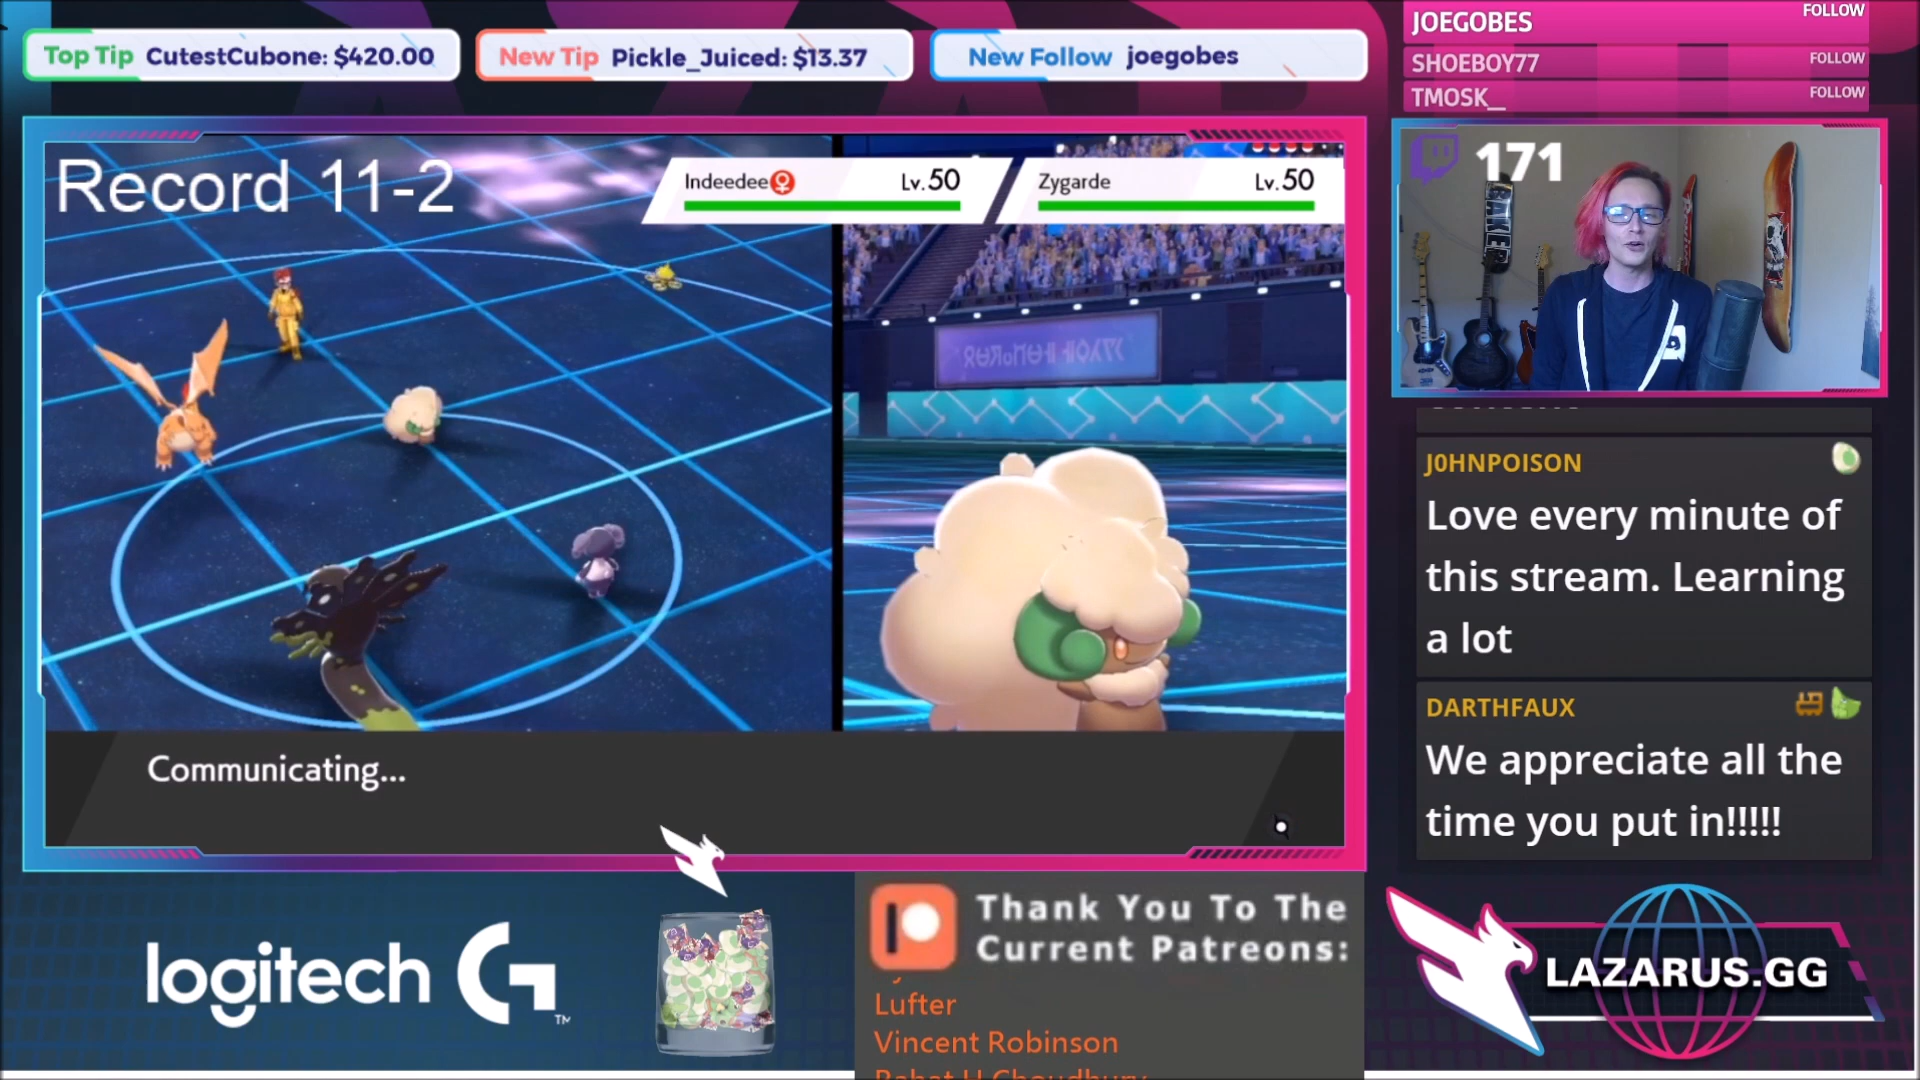 Top Tip CutestCubone: $420.00
New Tip Pickle_Juiced: $13.37
New Follow joegobes
JOEGOBES FOLLOW
SHOEBOY77 FOLLOW
TMOSK_ FOLLOW
Record 11-2
Indeedee♀ Lv.50
Zygarde Lv.50
171
BAKER
J0HNPOISON
Love every minute of
this stream. Learning
a lot
DARTHFAUX
We appreciate all the
time you put in!!!!!
Communicating...
logitech G
TM
Thank You To The
Current Patreons:
Lufter
Vincent Robinson
LAZARUS.GG